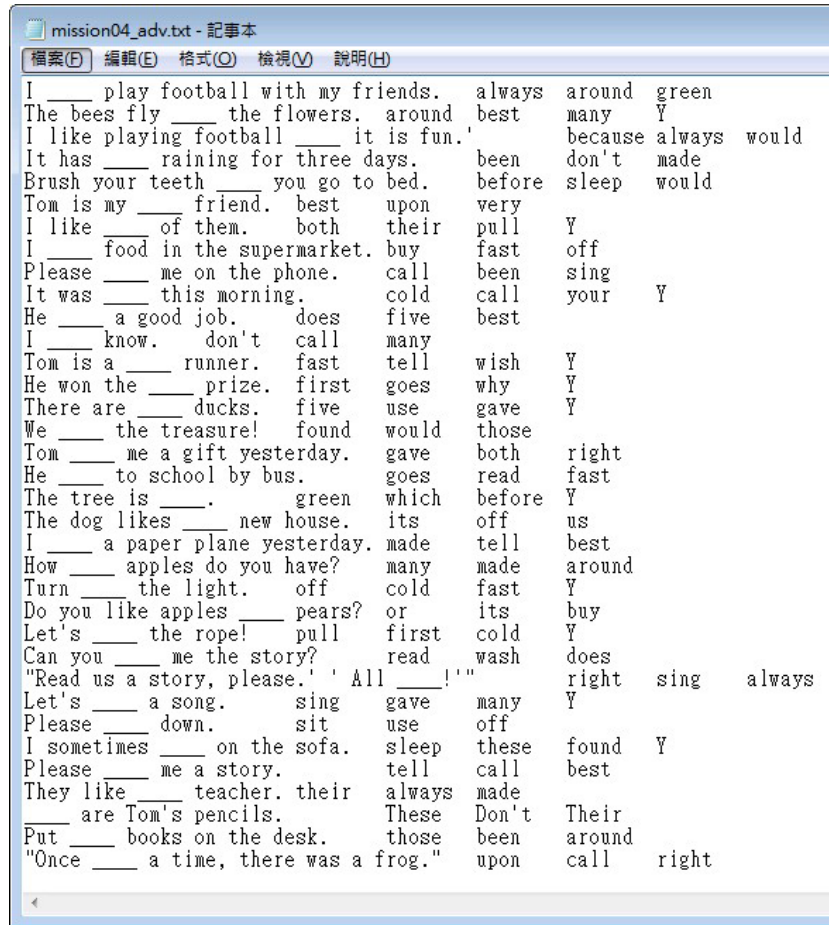 mission04_adv.txt - 記事本
檔案(F) 編輯(E) 格式(O) 檢視(V) 說明(H)
I ____ play football with my friends. always around green
The bees fly ____ the flowers. around best many Y
I like playing football ____ it is fun.' because always would
It has ____ raining for three days. been don't made
Brush your teeth ____ you go to bed. before sleep would
Tom is my ____ friend. best upon very
I like ____ of them. both their pull Y
I ____ food in the supermarket. buy fast off
Please ____ me on the phone. call been sing
It was ____ this morning. cold call your Y
He ____ a good job. does five best
I ____ know. don't call many
Tom is a ____ runner. fast tell wish Y
He won the ____ prize. first goes why Y
There are ____ ducks. five use gave Y
We ____ the treasure! found would those
Tom ____ me a gift yesterday. gave both right
He ____ to school by bus. goes read fast
The tree is ____. green which before Y
The dog likes ____ new house. its off us
I ____ a paper plane yesterday. made tell best
How ____ apples do you have? many made around
Turn ____ the light. off cold fast Y
Do you like apples ____ pears? or its buy
Let's ____ the rope! pull first cold Y
Can you ____ me the story? read wash does
"Read us a story, please.' ' All ____!'" right sing always
Let's ____ a song. sing gave many Y
Please ____ down. sit use off
I sometimes ____ on the sofa. sleep these found Y
Please ____ me a story. tell call best
They like ____ teacher. their always made
____ are Tom's pencils. These Don't Their
Put ____ books on the desk. those been around
"Once ____ a time, there was a frog." upon call right